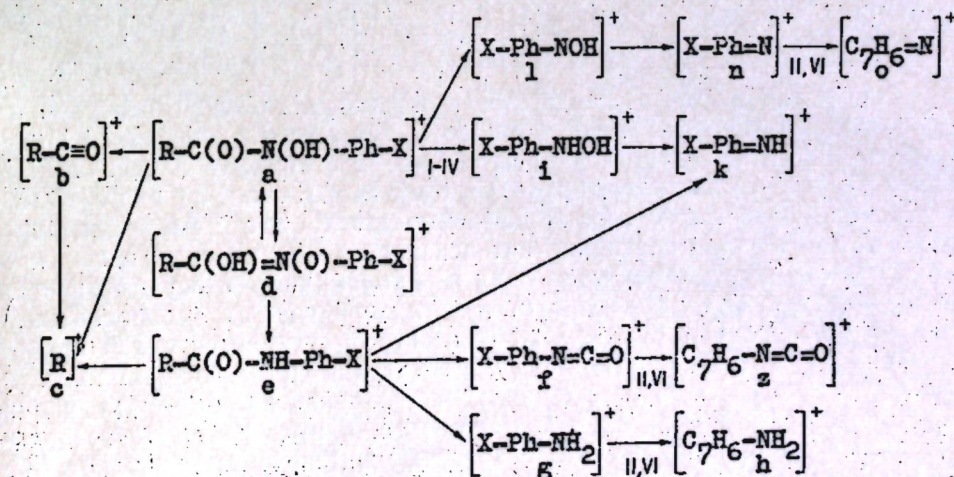 [X-Ph-NOH]+ → [X-Ph=N]+ → [C7H6=N]+
l n II,VI o
[R-C≡O]+ ← [R-C(O)-N(OH)-Ph-X]+ → [X-Ph-NHOH]+ → [X-Ph=NH]+
b a I-IV i k
[R-C(OH)=N(O)-Ph-X]+
d
[R]+ ← [R-C(O)-NH-Ph-X]+ → [X-Ph-N=C=O]+ → [C7H6-N=C=O]+
c e f II,VI z
[X-Ph-NH2]+ → [C7H6-NH2]+
g II,VI h